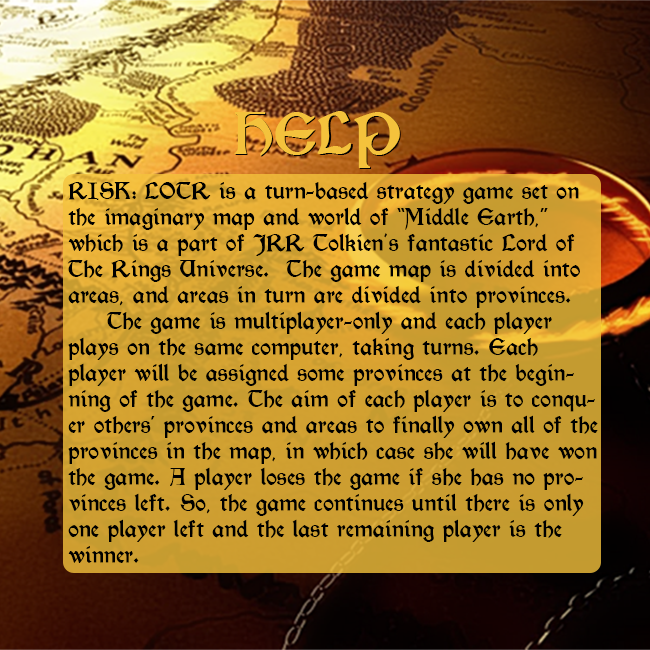 HELP
RISK: LOTR is a turn-based strategy game set on
the imaginary map and world of "Middle Earth,"
which is a part of JRR Tolkien's fantastic Lord of
The Rings Universe. The game map is divided into
areas, and areas in turn are divided into provinces.
The game is multiplayer-only and each player
plays on the same computer, taking turns. Each
player will be assigned some provinces at the begin-
ning of the game. The aim of each player is to conqu-
er others' provinces and areas to finally own all of the
provinces in the map, in which case she will have won
the game. A player loses the game if she has no pro-
vinces left. So, the game continues until there is only
one player left and the last remaining player is the
winner.
MIRKWOOD
OHAN